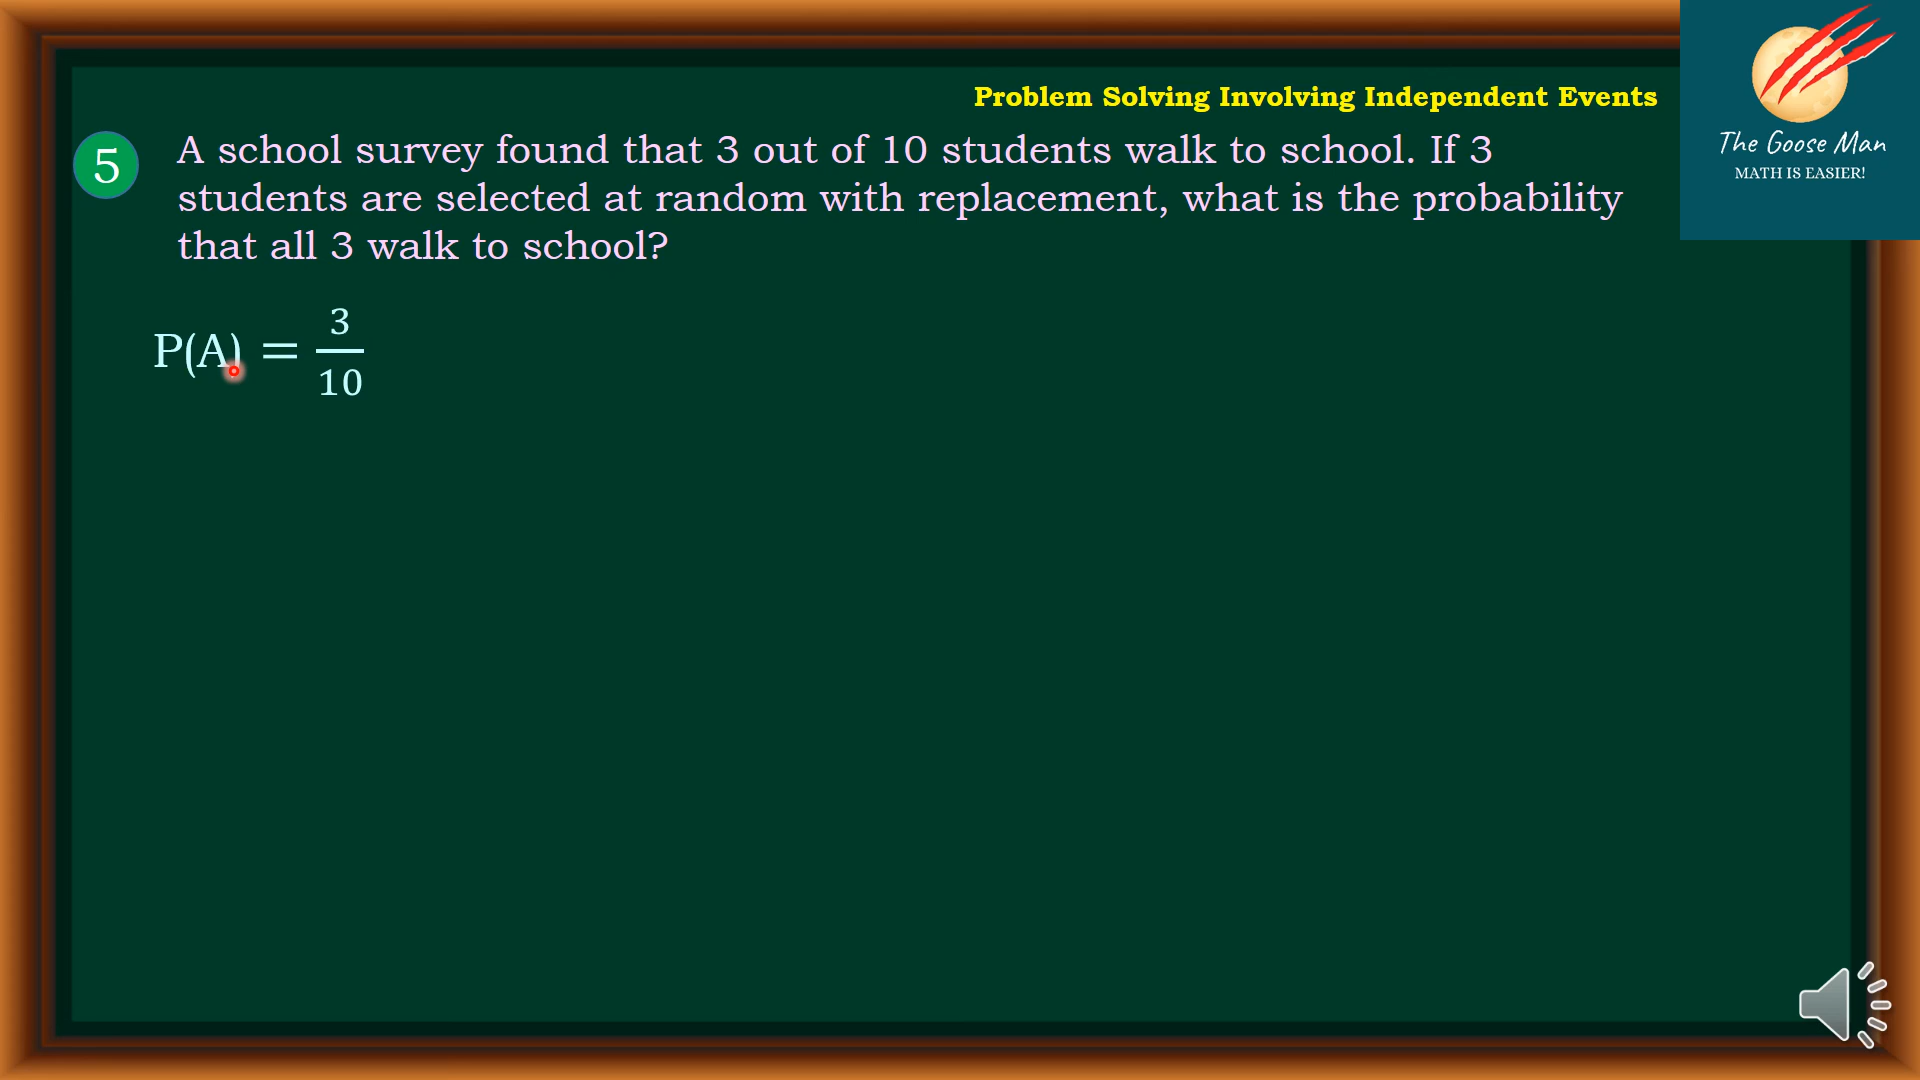 Problem Solving Involving Independent Events
5
A school survey found that 3 out of 10 students walk to school. If 3
students are selected at random with replacement, what is the probability
that all 3 walk to school?
P(A) = 3/10
The Goose Man
MATH IS EASIER!